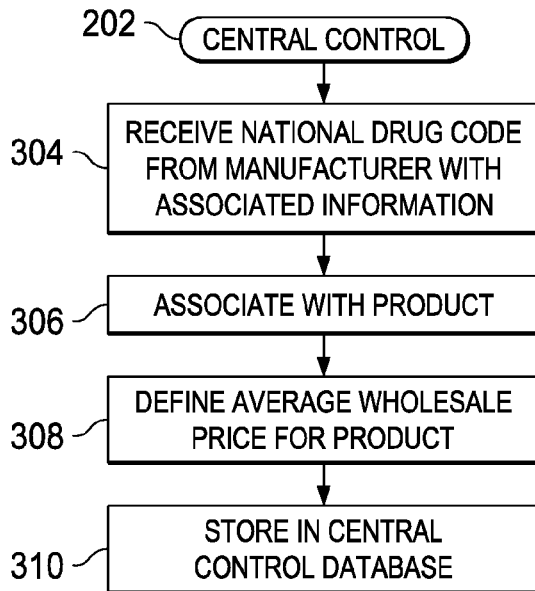 202
CENTRAL CONTROL
304
RECEIVE NATIONAL DRUG CODE
FROM MANUFACTURER WITH
ASSOCIATED INFORMATION
306
ASSOCIATE WITH PRODUCT
308
DEFINE AVERAGE WHOLESALE
PRICE FOR PRODUCT
310
STORE IN CENTRAL
CONTROL DATABASE